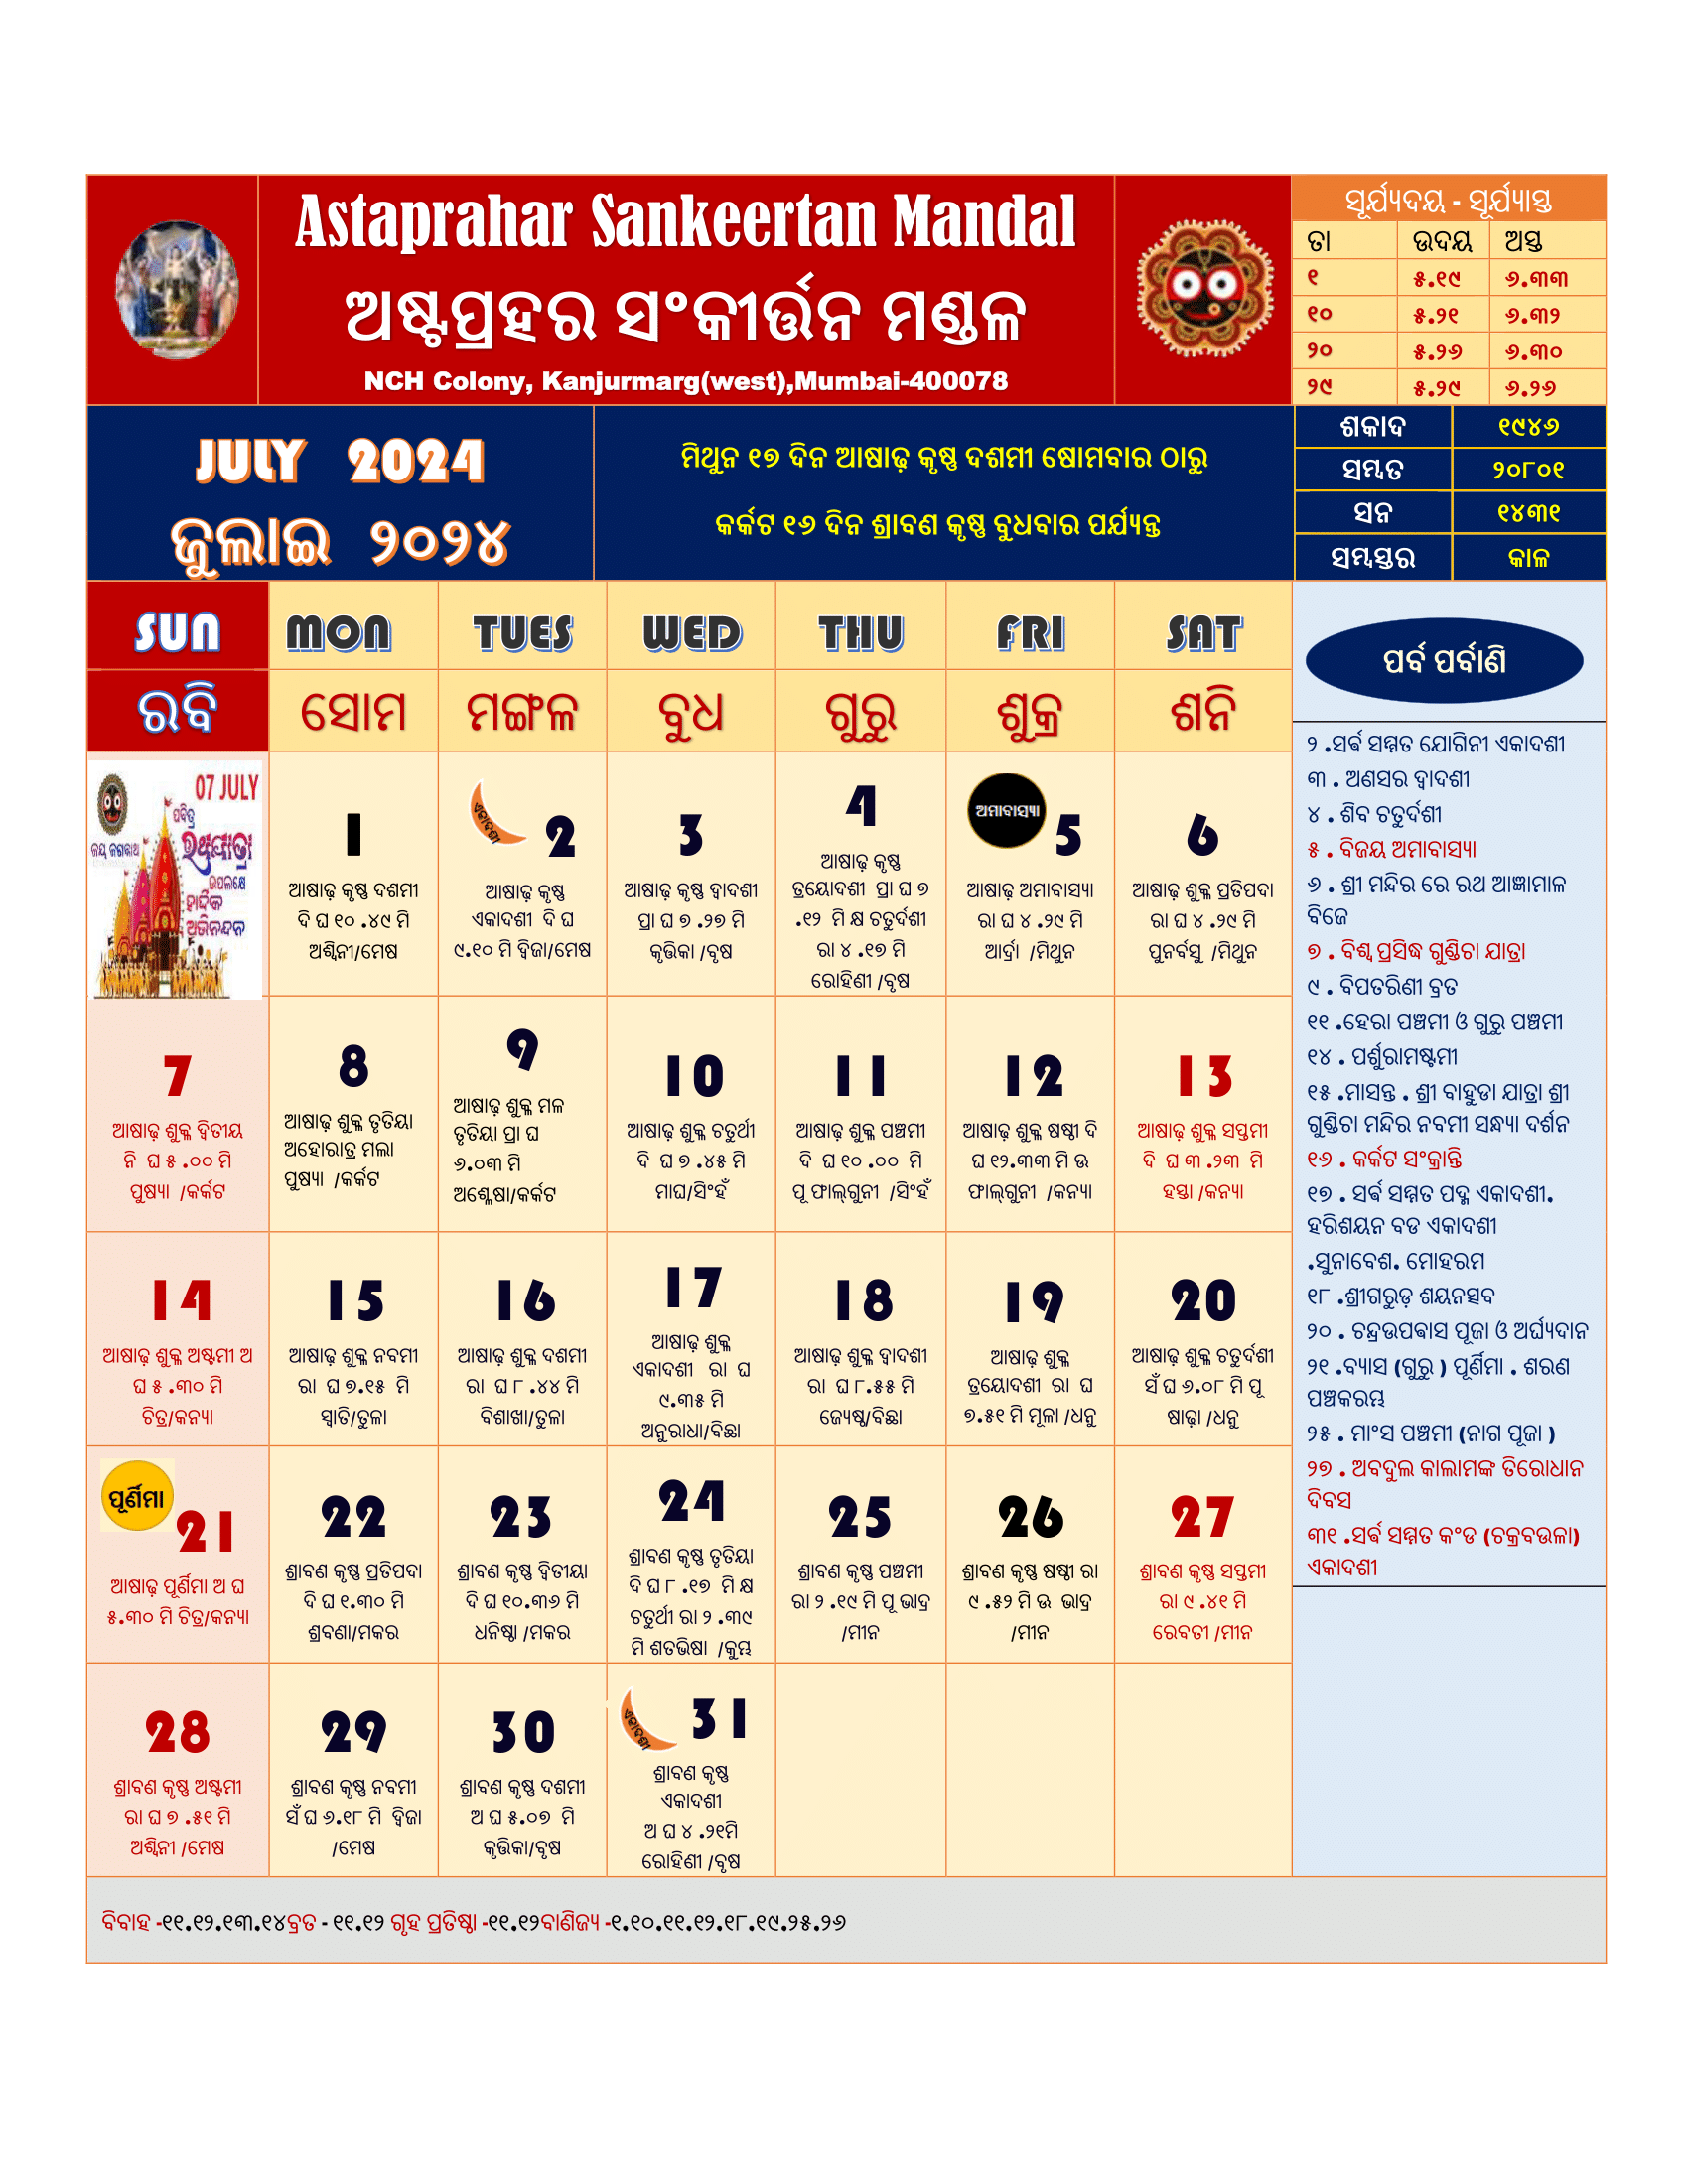 Astaprahar Sankeertan Mandal
ଅଷ୍ଟପ୍ରହର ସଂକୀର୍ତ୍ତନ ମଣ୍ଡଳ
NCH Colony, Kanjurmarg(west),Mumbai-400078
ସୂର୍ଯ୍ୟଦୟ - ସୂର୍ଯ୍ୟାସ୍ତ
ତା ଉଦୟ ଅସ୍ତ
୧ ୫.୧୯ ୬.୩୩
୧୦ ୫.୨୧ ୬.୩୨
୨୦ ୫.୨୬ ୬.୩୦
୨୯ ୫.୨୯ ୬.୨୬
JULY 2024
ଜୁଲାଇ ୨୦୨୪
ମିଥୁନ ୧୭ ଦିନ ଆଷାଢ଼ କୃଷ୍ଣ ଦଶମୀ ଷୋମବାର ଠାରୁ
କର୍କଟ ୧୬ ଦିନ ଶ୍ରାବଣ କୃଷ୍ଣ ବୁଧବାର ପର୍ଯ୍ୟନ୍ତ
ଶକାଦ ୧୯୪୬
ସମ୍ବତ ୨୦୮୦୧
ସନ ୧୪୩୧
ସମ୍ବସ୍ତର କାଳ
SUN MON TUES WED THU FRI SAT
ରବି ସୋମ ମଙ୍ଗଳ ବୁଧ ଗୁରୁ ଶୁକ୍ର ଶନି
07 JULY
ପବିତ୍ର
ଜୟ ଜଗନ୍ନାଥ
ରଥଯାତ୍ରା
ଉପଲକ୍ଷେ
ହାର୍ଦ୍ଦିକ
ଅଭିନନ୍ଦନ
1
ଆଷାଢ଼ କୃଷ୍ଣ ଦଶମୀ
ଦି ଘ ୧୦ .୪୯ ମି
ଅଶ୍ବିନୀ/ମେଷ
ଏକାଦଶୀ
2
ଆଷାଢ଼ କୃଷ୍ଣ
ଏକାଦଶୀ ଦି ଘ
୯.୧୦ ମି ଦ୍ଵିଜା/ମେଷ
3
ଆଷାଢ଼ କୃଷ୍ଣ ଦ୍ଵାଦଶୀ
ପ୍ରା ଘ ୭ .୨୭ ମି
କୃତ୍ତିକା /ବୃଷ
4
ଆଷାଢ଼ କୃଷ୍ଣ
ତ୍ରୟୋଦଶୀ ପ୍ରା ଘ ୭
.୧୨ ମି କ୍ଷ ଚତୁର୍ଦଶୀ
ରା ୪ .୧୭ ମି
ରୋହିଣୀ /ବୃଷ
ଅମାବାସ୍ୟା
5
ଆଷାଢ଼ ଅମାବାସ୍ୟା
ରା ଘ ୪ .୨୯ ମି
ଆର୍ଦ୍ରା /ମିଥୁନ
6
ଆଷାଢ଼ ଶୁକ୍ଳ ପ୍ରତିପଦା
ରା ଘ ୪ .୨୯ ମି
ପୁନର୍ବସୁ /ମିଥୁନ
7
ଆଷାଢ଼ ଶୁକ୍ଳ ଦ୍ଵିତୀୟ
ନି ଘ ୫ .୦୦ ମି
ପୁଷ୍ୟା /କର୍କଟ
8
ଆଷାଢ଼ ଶୁକ୍ଳ ତୃତିୟା
ଅହୋରାତ୍ର ମଲା
ପୁଷ୍ୟା /କର୍କଟ
9
ଆଷାଢ଼ ଶୁକ୍ଳ ମଳ
ତୃତିୟା ପ୍ରା ଘ
୬.୦୩ ମି
ଅଶ୍ଳେଷା/କର୍କଟ
10
ଆଷାଢ଼ ଶୁକ୍ଳ ଚତୁର୍ଥୀ
ଦି ଘ ୭ .୪୫ ମି
ମାଘ/ସିଂହଁ
11
ଆଷାଢ଼ ଶୁକ୍ଳ ପଞ୍ଚମୀ
ଦି ଘ ୧୦ .୦୦ ମି
ପୂ ଫାଲ୍‌ଗୁନୀ /ସିଂହଁ
12
ଆଷାଢ଼ ଶୁକ୍ଳ ଷଷ୍ଠୀ ଦି
ଘ ୧୨.୩୩ ମି ଊ
ଫାଲ୍‌ଗୁନୀ /କନ୍ୟା
13
ଆଷାଢ଼ ଶୁକ୍ଳ ସପ୍ତମୀ
ଦି ଘ ୩ .୨୩ ମି
ହସ୍ତା /କନ୍ୟା
14
ଆଷାଢ଼ ଶୁକ୍ଳ ଅଷ୍ଟମୀ ଅ
ଘ ୫ .୩୦ ମି
ଚିତ୍ର/କନ୍ୟା
15
ଆଷାଢ଼ ଶୁକ୍ଳ ନବମୀ
ରା ଘ ୭.୧୫ ମି
ସ୍ଵାତି/ତୁଳା
16
ଆଷାଢ଼ ଶୁକ୍ଳ ଦଶମୀ
ରା ଘ ୮ .୪୪ ମି
ବିଶାଖା/ତୁଳା
17
ଆଷାଢ଼ ଶୁକ୍ଳ
ଏକାଦଶୀ ରା ଘ
୯.୩୫ ମି
ଅନୁରାଧା/ବିଛା
18
ଆଷାଢ଼ ଶୁକ୍ଳ ଦ୍ଵାଦଶୀ
ରା ଘ ୮.୫୫ ମି
ଜ୍ୟେଷ୍ଠ/ବିଛା
19
ଆଷାଢ଼ ଶୁକ୍ଳ
ତ୍ରୟୋଦଶୀ ରା ଘ
୭.୫୧ ମି ମୂଳା /ଧନୁ
20
ଆଷାଢ଼ ଶୁକ୍ଳ ଚତୁର୍ଦଶୀ
ସଁ ଘ ୬.୦୮ ମି ପୂ
ଷାଢ଼ା /ଧନୁ
ପୂର୍ଣିମା
21
ଆଷାଢ଼ ପୂର୍ଣିମା ଅ ଘ
୫.୩୦ ମି ଚିତ୍ର/କନ୍ୟା
22
ଶ୍ରାବଣ କୃଷ୍ଣ ପ୍ରତିପଦା
ଦି ଘ ୧.୩୦ ମି
ଶ୍ରବଣା/ମକର
23
ଶ୍ରାବଣ କୃଷ୍ଣ ଦ୍ଵିତୀୟା
ଦି ଘ ୧୦.୩୬ ମି
ଧନିଷ୍ଠା /ମକର
24
ଶ୍ରାବଣ କୃଷ୍ଣ ତୃତିୟା
ଦି ଘ ୮ .୧୭ ମି କ୍ଷ
ଚତୁର୍ଥୀ ରା ୨ .୩୯
ମି ଶତଭିଷା /କୁମ୍ଭ
25
ଶ୍ରାବଣ କୃଷ୍ଣ ପଞ୍ଚମୀ
ରା ୨ .୧୯ ମି ପୂ ଭାଦ୍ର
/ମୀନ
26
ଶ୍ରାବଣ କୃଷ୍ଣ ଷଷ୍ଠୀ ରା
୯ .୫୨ ମି ଊ ଭାଦ୍ର
/ମୀନ
27
ଶ୍ରାବଣ କୃଷ୍ଣ ସପ୍ତମୀ
ରା ୯ .୪୧ ମି
ରେବତୀ /ମୀନ
28
ଶ୍ରାବଣ କୃଷ୍ଣ ଅଷ୍ଟମୀ
ରା ଘ ୭ .୫୧ ମି
ଅଶ୍ବିନୀ /ମେଷ
29
ଶ୍ରାବଣ କୃଷ୍ଣ ନବମୀ
ସଁ ଘ ୬.୧୮ ମି ଦ୍ଵିଜା
/ମେଷ
30
ଶ୍ରାବଣ କୃଷ୍ଣ ଦଶମୀ
ଅ ଘ ୫.୦୭ ମି
କୃତ୍ତିକା/ବୃଷ
ଏକାଦଶୀ
31
ଶ୍ରାବଣ କୃଷ୍ଣ
ଏକାଦଶୀ
ଅ ଘ ୪ .୨୧ମି
ରୋହିଣୀ /ବୃଷ
ପର୍ବ ପର୍ବାଣି
୨ .ସର୍ଵ ସମ୍ମତ ଯୋଗିନୀ ଏକାଦଶୀ
୩ . ଅଣସର ଦ୍ଵାଦଶୀ
୪ . ଶିବ ଚତୁର୍ଦଶୀ
୫ . ବିଜୟ ଅମାବାସ୍ୟା
୬ . ଶ୍ରୀ ମନ୍ଦିର ରେ ରଥ ଆଜ୍ଞାମାଳ
ବିଜେ
୭ . ବିଶ୍ଵ ପ୍ରସିଦ୍ଧ ଗୁଣ୍ଡିଚା ଯାତ୍ରା
୯ . ବିପତରିଣୀ ବ୍ରତ
୧୧ .ହେରା ପଞ୍ଚମୀ ଓ ଗୁରୁ ପଞ୍ଚମୀ
୧୪ . ପର୍ଶୁରାମଷ୍ଟମୀ
୧୫ .ମାସନ୍ତ . ଶ୍ରୀ ବାହୁଡା ଯାତ୍ରା ଶ୍ରୀ
ଗୁଣ୍ଡିଚା ମନ୍ଦିର ନବମୀ ସନ୍ଧ୍ୟା ଦର୍ଶନ
୧୬ . କର୍କଟ ସଂକ୍ରାନ୍ତି
୧୭ . ସର୍ଵ ସମ୍ମତ ପଦ୍ମ ଏକାଦଶୀ.
ହରିଶୟନ ବଡ ଏକାଦଶୀ
.ସୁନାବେଶ. ମୋହରମ
୧୮ .ଶ୍ରୀଗରୁଡ଼ ଶୟନତ୍ସବ
୨୦ . ଚନ୍ଦ୍ରଉପଵାସ ପୂଜା ଓ ଅର୍ଘ୍ୟଦାନ
୨୧ .ବ୍ୟାସ (ଗୁରୁ ) ପୂର୍ଣିମା . ଶରଣ
ପଞ୍ଚକରମ୍ଭ
୨୫ . ମାଂସ ପଞ୍ଚମୀ (ନାଗ ପୂଜା )
୨୭ . ଅବଦୁଲ କାଲାମଙ୍କ ତିରୋଧାନ
ଦିବସ
୩୧ .ସର୍ଵ ସମ୍ମତ କଂଡ (ଚକ୍ରବଉଳା)
ଏକାଦଶୀ
ବିବାହ -୧୧.୧୨.୧୩.୧୪ବ୍ରତ - ୧୧.୧୨ ଗୃହ ପ୍ରତିଷ୍ଠା -୧୧.୧୨ବାଣିଜ୍ୟ -୧.୧୦.୧୧.୧୨.୧୮.୧୯.୨୫.୨୬